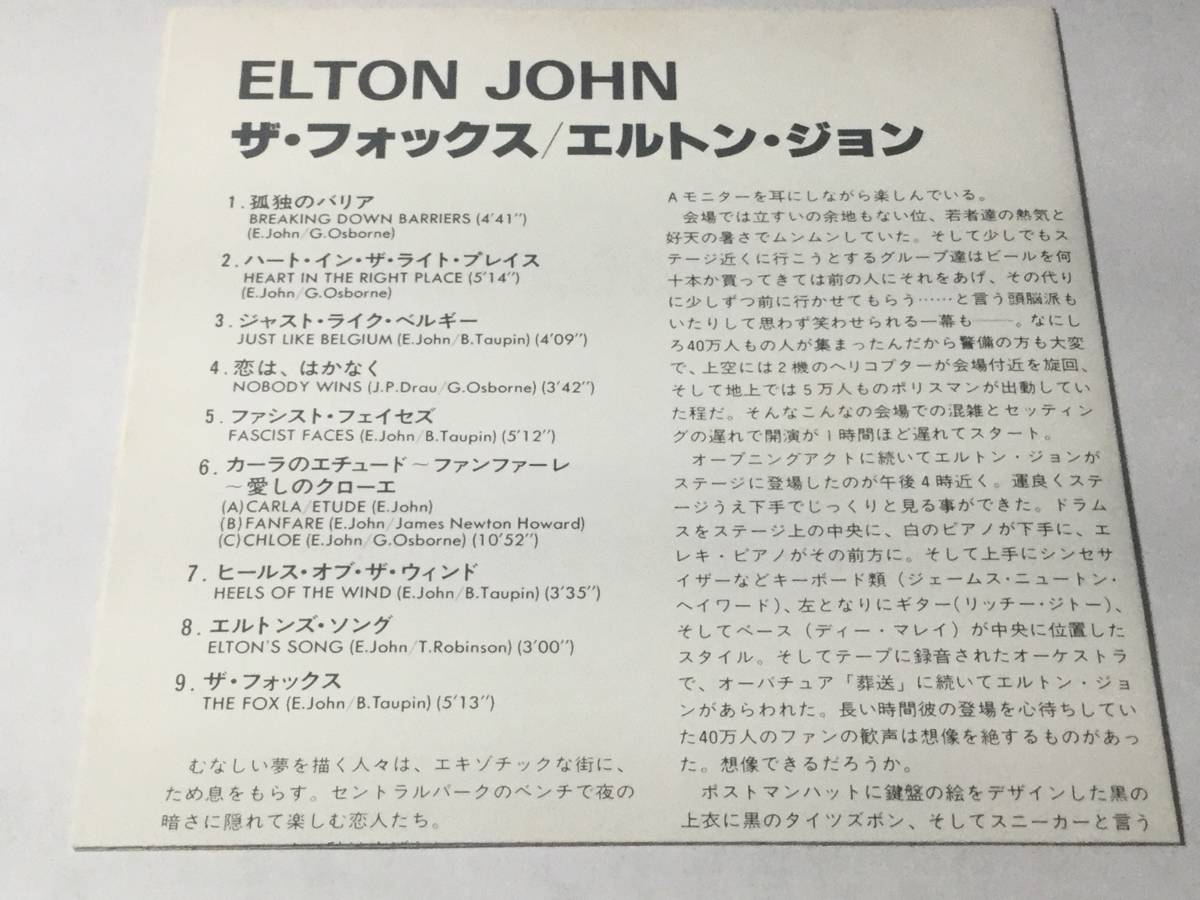 ELTON JOHN
ザ・フォックス/エルトン・ジョン
1. 孤独のバリア
BREAKING DOWN BARRIERS (4'41'')
(E.John/G.Osborne)
2. ハート・イン・ザ・ライト・プレイス
HEART IN THE RIGHT PLACE (5'14'')
(E.John/G.Osborne)
3. ジャスト・ライク・ベルギー
JUST LIKE BELGIUM (E.John/B.Taupin) (4'09'')
4. 恋は、はかなく
NOBODY WINS (J.P.Drau/G.Osborne) (3'42'')
5. ファシスト・フェイセズ
FASCIST FACES (E.John/B.Taupin) (5'12'')
6. カーラのエチュード〜ファンファーレ
〜愛しのクローエ
(A) CARLA/ETUDE (E.John)
(B) FANFARE (E.John/James Newton Howard)
(C) CHLOE (E.John/G.Osborne) (10'52'')
7. ヒールス・オブ・ザ・ウィンド
HEELS OF THE WIND (E.John/B.Taupin) (3'35'')
8. エルトンズ・ソング
ELTON'S SONG (E.John/T.Robinson) (3'00'')
9. ザ・フォックス
THE FOX (E.John/B.Taupin) (5'13'')
むなしい夢を描く人々は、エキゾチックな街に、
ため息をもらす。セントラルパークのベンチで夜の
暗さに隠れて楽しむ恋人たち。
Aモニターを耳にしながら楽しんでいる。
会場では立すいの余地もない位、若者達の熱気と
好天の暑さでムンムンしていた。そして少しでもス
テージ近くに行こうとするグループ達はビールを何
十本か買ってきては前の人にそれをあげ、その代り
に少しずつ前に行かせてもらう……と言う頭脳派も
いたりして思わず笑わせられる一幕も――。なにし
ろ40万人もの人が集まったんだから警備の方も大変
で、上空には2機のヘリコプターが会場付近を旋回、
そして地上では5万人ものポリスマンが出動してい
た程だ。そんなこんなの会場での混雑とセッティン
グの遅れで開演が1時間ほど遅れてスタート。
オープニングアクトに続いてエルトン・ジョンが
ステージに登場したのが午後4時近く。運良くステ
ージうえ下手でじっくりと見る事ができた。ドラム
スをステージ上の中央に、白のピアノが下手に、エ
レキ・ピアノがその前方に。そして上手にシンセサ
イザーなどキーボード類(ジェームス・ニュートン・
ヘイワード)、左となりにギター(リッチー・ジトー)、
そしてベース(ディー・マレイ)が中央に位置した
スタイル。そしてテープに録音されたオーケストラ
で、オーバチュア「葬送」に続いてエルトン・ジョ
ンがあらわれた。長い時間彼の登場を心待ちしてい
た40万人のファンの歓声は想像を絶するものがあっ
た。想像できるだろうか。
ポストマンハットに鍵盤の絵をデザインした黒の
上衣に黒のタイツズボン、そしてスニーカーと言う